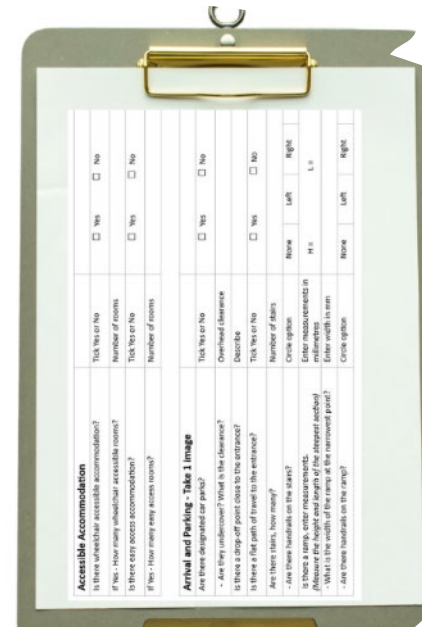 Accessible Accommodation
Is there wheelchair accessible accommodation? Tick Yes or No ☐ Yes ☐ No
If Yes - How many wheelchair accessible rooms? Number of rooms
Is there easy access accommodation? Tick Yes or No ☐ Yes ☐ No
If Yes - How many easy access rooms? Number of rooms
Arrival and Parking - Take 1 image
Are there designated car parks? Tick Yes or No ☐ Yes ☐ No
- Are they undercover? What is the clearance? Overhead clearance
Is there a drop-off point close to the entrance? Describe
Is there a flat path of travel to the entrance? Tick Yes or No ☐ Yes ☐ No
Are there stairs, how many? Number of stairs
- Are there handrails on the stairs? Circle option None Left Right
Is there a ramp, enter measurements. Enter measurements in H = L =
(Measure the height and length of the steepest section) millimetres
- What is the width of the ramp at the narrowest point? Enter width in mm
- Are there handrails on the ramp? Circle option None Left Right